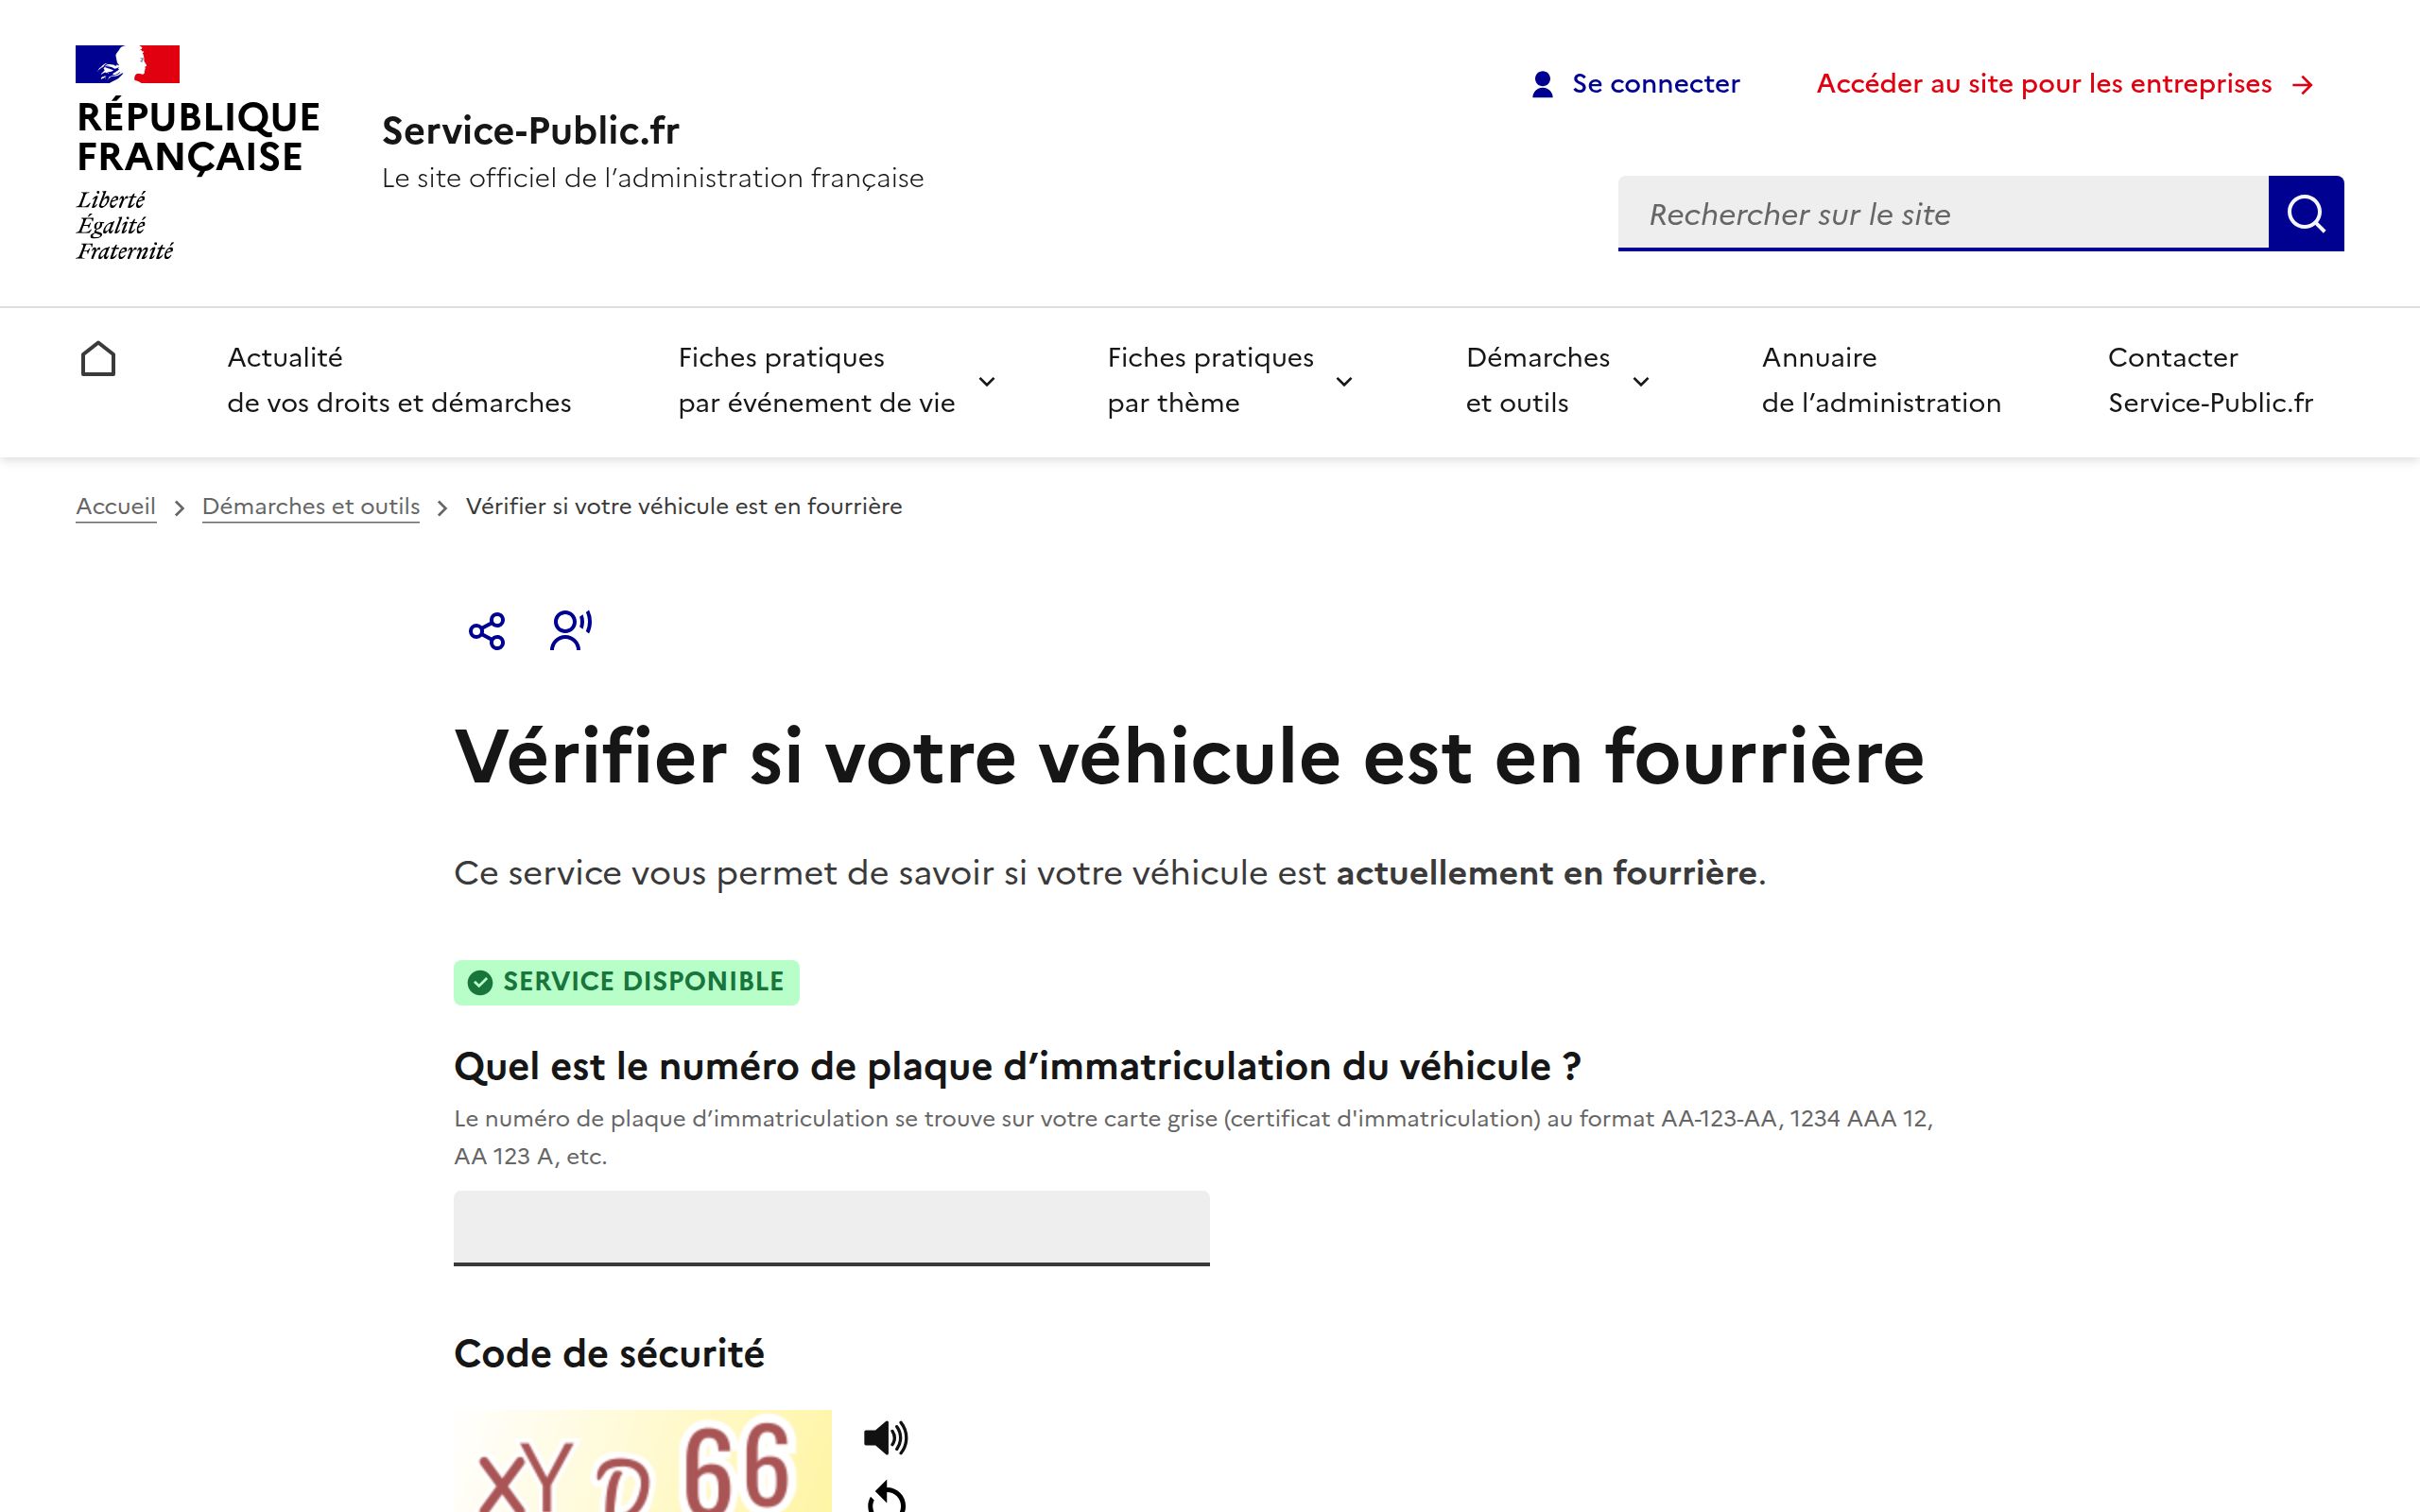 RÉPUBLIQUE
FRANÇAISE
Liberté
Égalité
Fraternité
Service-Public.fr
Le site officiel de l’administration française
Se connecter
Accéder au site pour les entreprises
Rechercher sur le site
Actualité
de vos droits et démarches
Fiches pratiques
par événement de vie
Fiches pratiques
par thème
Démarches
et outils
Annuaire
de l’administration
Contacter
Service-Public.fr
Accueil
Démarches et outils
Vérifier si votre véhicule est en fourrière
Vérifier si votre véhicule est en fourrière
Ce service vous permet de savoir si votre véhicule est actuellement en fourrière.
SERVICE DISPONIBLE
Quel est le numéro de plaque d’immatriculation du véhicule ?
Le numéro de plaque d’immatriculation se trouve sur votre carte grise (certificat d'immatriculation) au format AA-123-AA, 1234 AAA 12,
AA 123 A, etc.
Code de sécurité
XY D 66